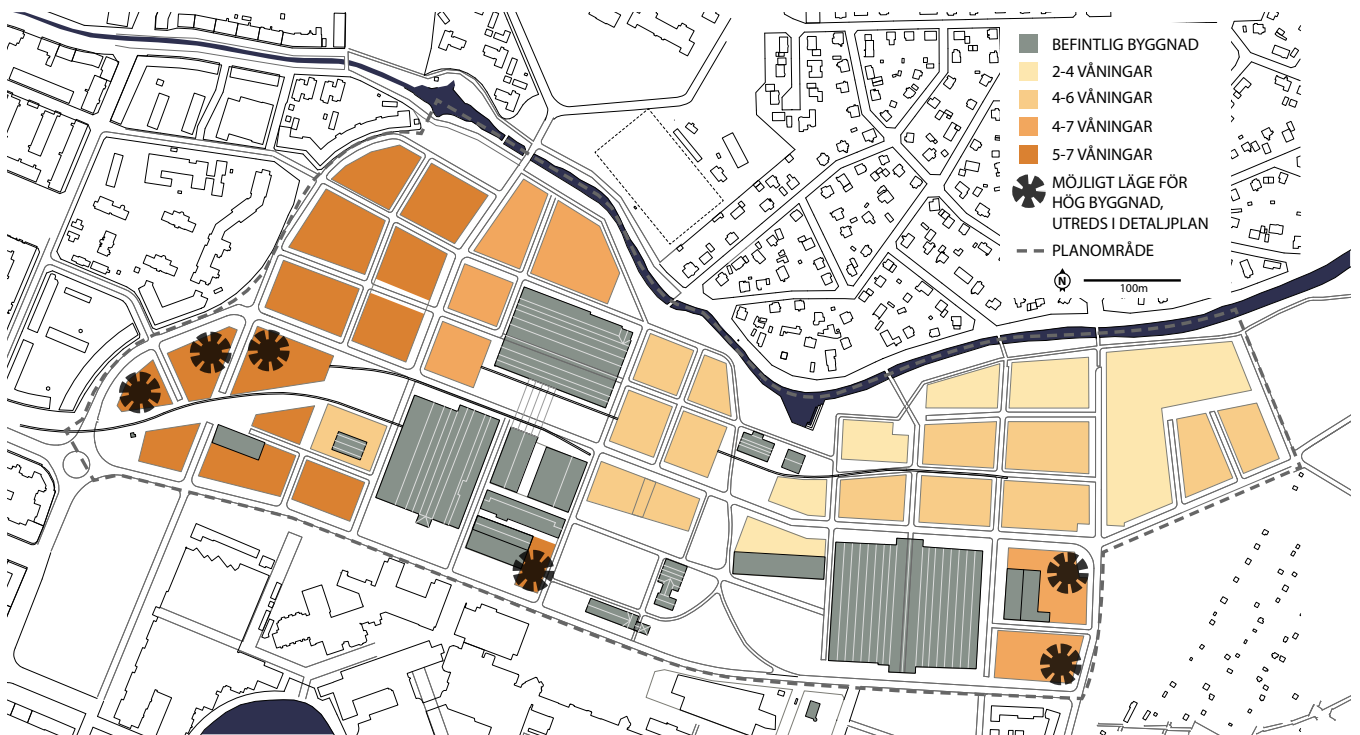 BEFINTLIG BYGGNAD
2-4 VÅNINGAR
4-6 VÅNINGAR
4-7 VÅNINGAR
5-7 VÅNINGAR
MÖJLIGT LÄGE FÖR
HÖG BYGGNAD,
UTREDS I DETALJPLAN
PLANOMRÅDE
N
100m